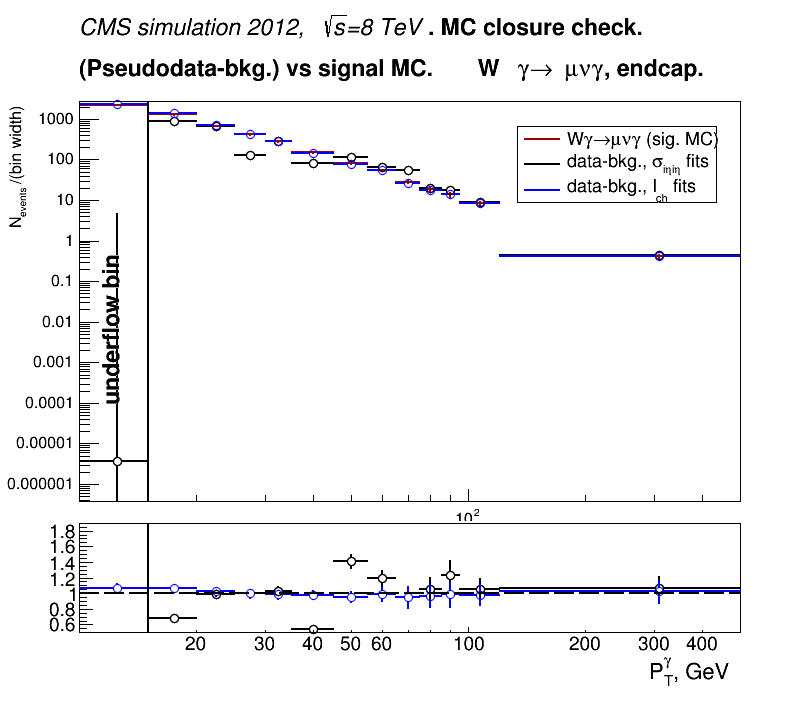 CMS simulation 2012, √s=8 TeV . MC closure check.
(Pseudodata-bkg.) vs signal MC. W γ→ μνγ, endcap.
N_events /(bin width)
1000
100
10
1
0.1
0.01
0.001
0.0001
0.00001
0.000001
underflow bin
Wγ→μνγ (sig. MC)
data-bkg., σ_iηiη fits
data-bkg., I_ch fits
10²
1.8
1.6
1.4
1.2
1
0.8
0.6
20 30 40 50 60 100 200 300 400
P_T^γ, GeV